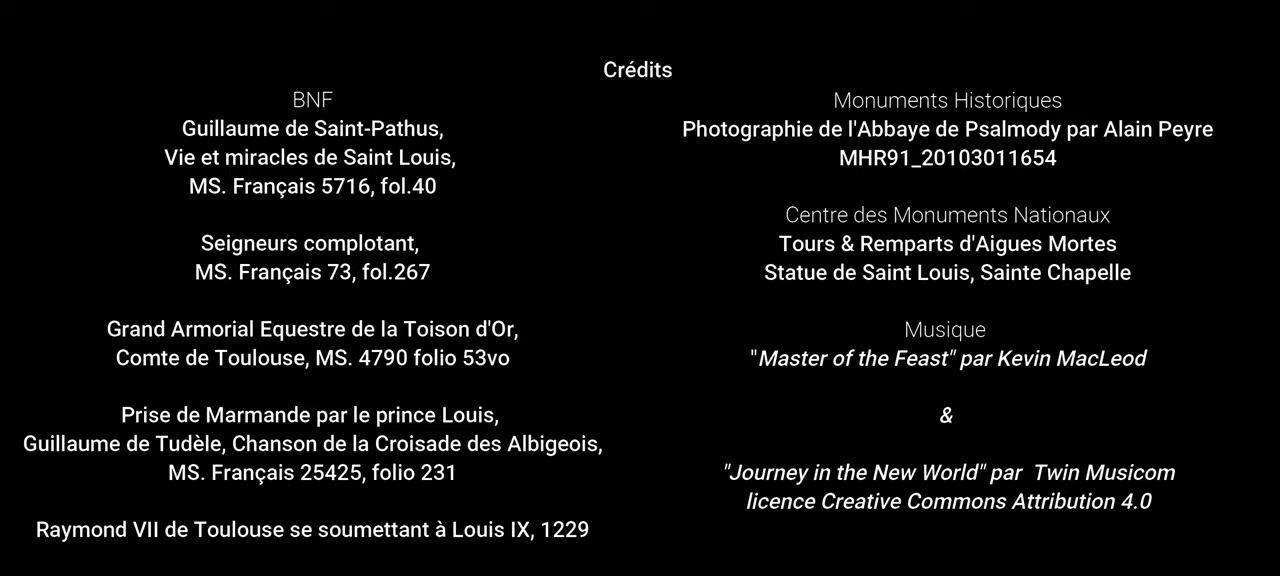 Crédits
BNF
Guillaume de Saint-Pathus,
Vie et miracles de Saint Louis,
MS. Français 5716, fol.40
Seigneurs complotant,
MS. Français 73, fol.267
Grand Armorial Equestre de la Toison d'Or,
Comte de Toulouse, MS. 4790 folio 53vo
Prise de Marmande par le prince Louis,
Guillaume de Tudèle, Chanson de la Croisade des Albigeois,
MS. Français 25425, folio 231
Raymond VII de Toulouse se soumettant à Louis IX, 1229
Monuments Historiques
Photographie de l'Abbaye de Psalmody par Alain Peyre
MHR91_20103011654
Centre des Monuments Nationaux
Tours & Remparts d'Aigues Mortes
Statue de Saint Louis, Sainte Chapelle
Musique
"Master of the Feast" par Kevin MacLeod
&
"Journey in the New World" par Twin Musicom
licence Creative Commons Attribution 4.0